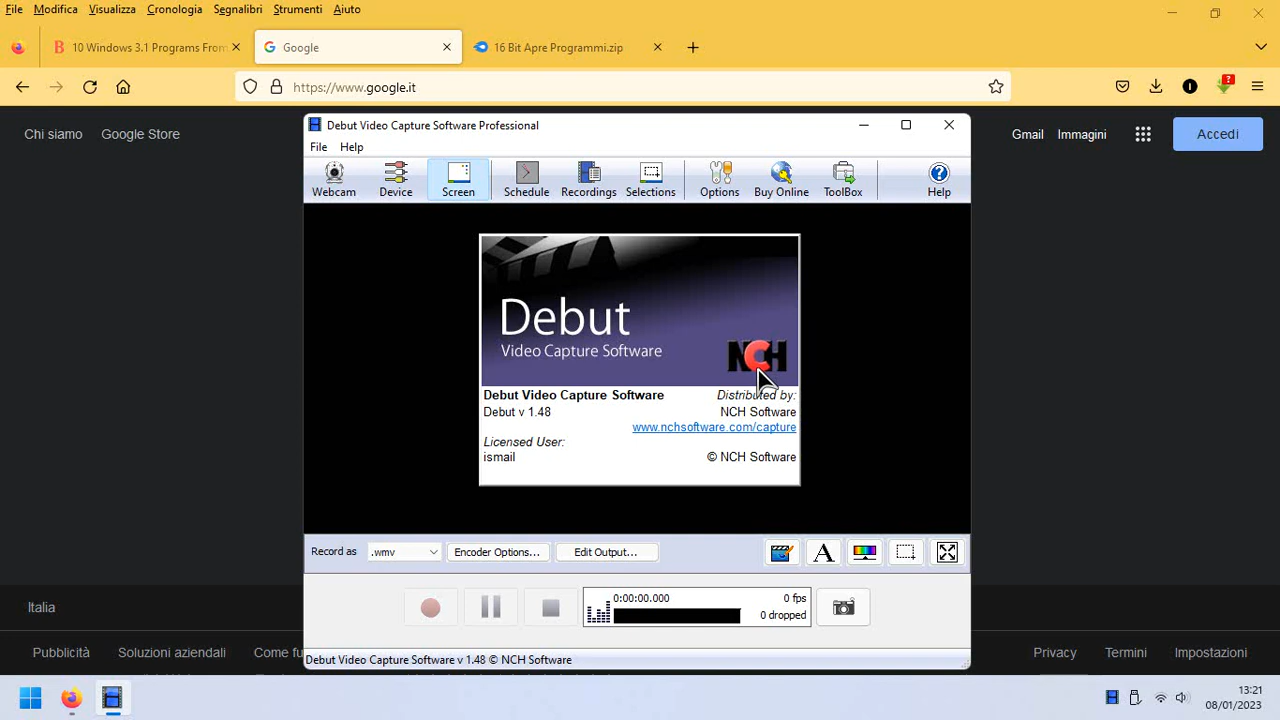 File Modifica Visualizza Cronologia Segnalibri Strumenti Aiuto
10 Windows 3.1 Programs From
Google
16 Bit Apre Programmi.zip
https://www.google.it
Chi siamo Google Store
Gmail Immagini Accedi
Debut Video Capture Software Professional
File Help
Webcam Device Screen Schedule Recordings Selections Options Buy Online ToolBox Help
Debut
Video Capture Software
NCH
Debut Video Capture Software
Distributed by:
Debut v 1.48
NCH Software
www.nchsoftware.com/capture
Licensed User:
ismail
© NCH Software
Record as .wmv Encoder Options... Edit Output...
A
0:00:00.000 0 fps
0 dropped
Italia
Pubblicità Soluzioni aziendali Come fu
Privacy Termini Impostazioni
Debut Video Capture Software v 1.48 © NCH Software
13:21
08/01/2023